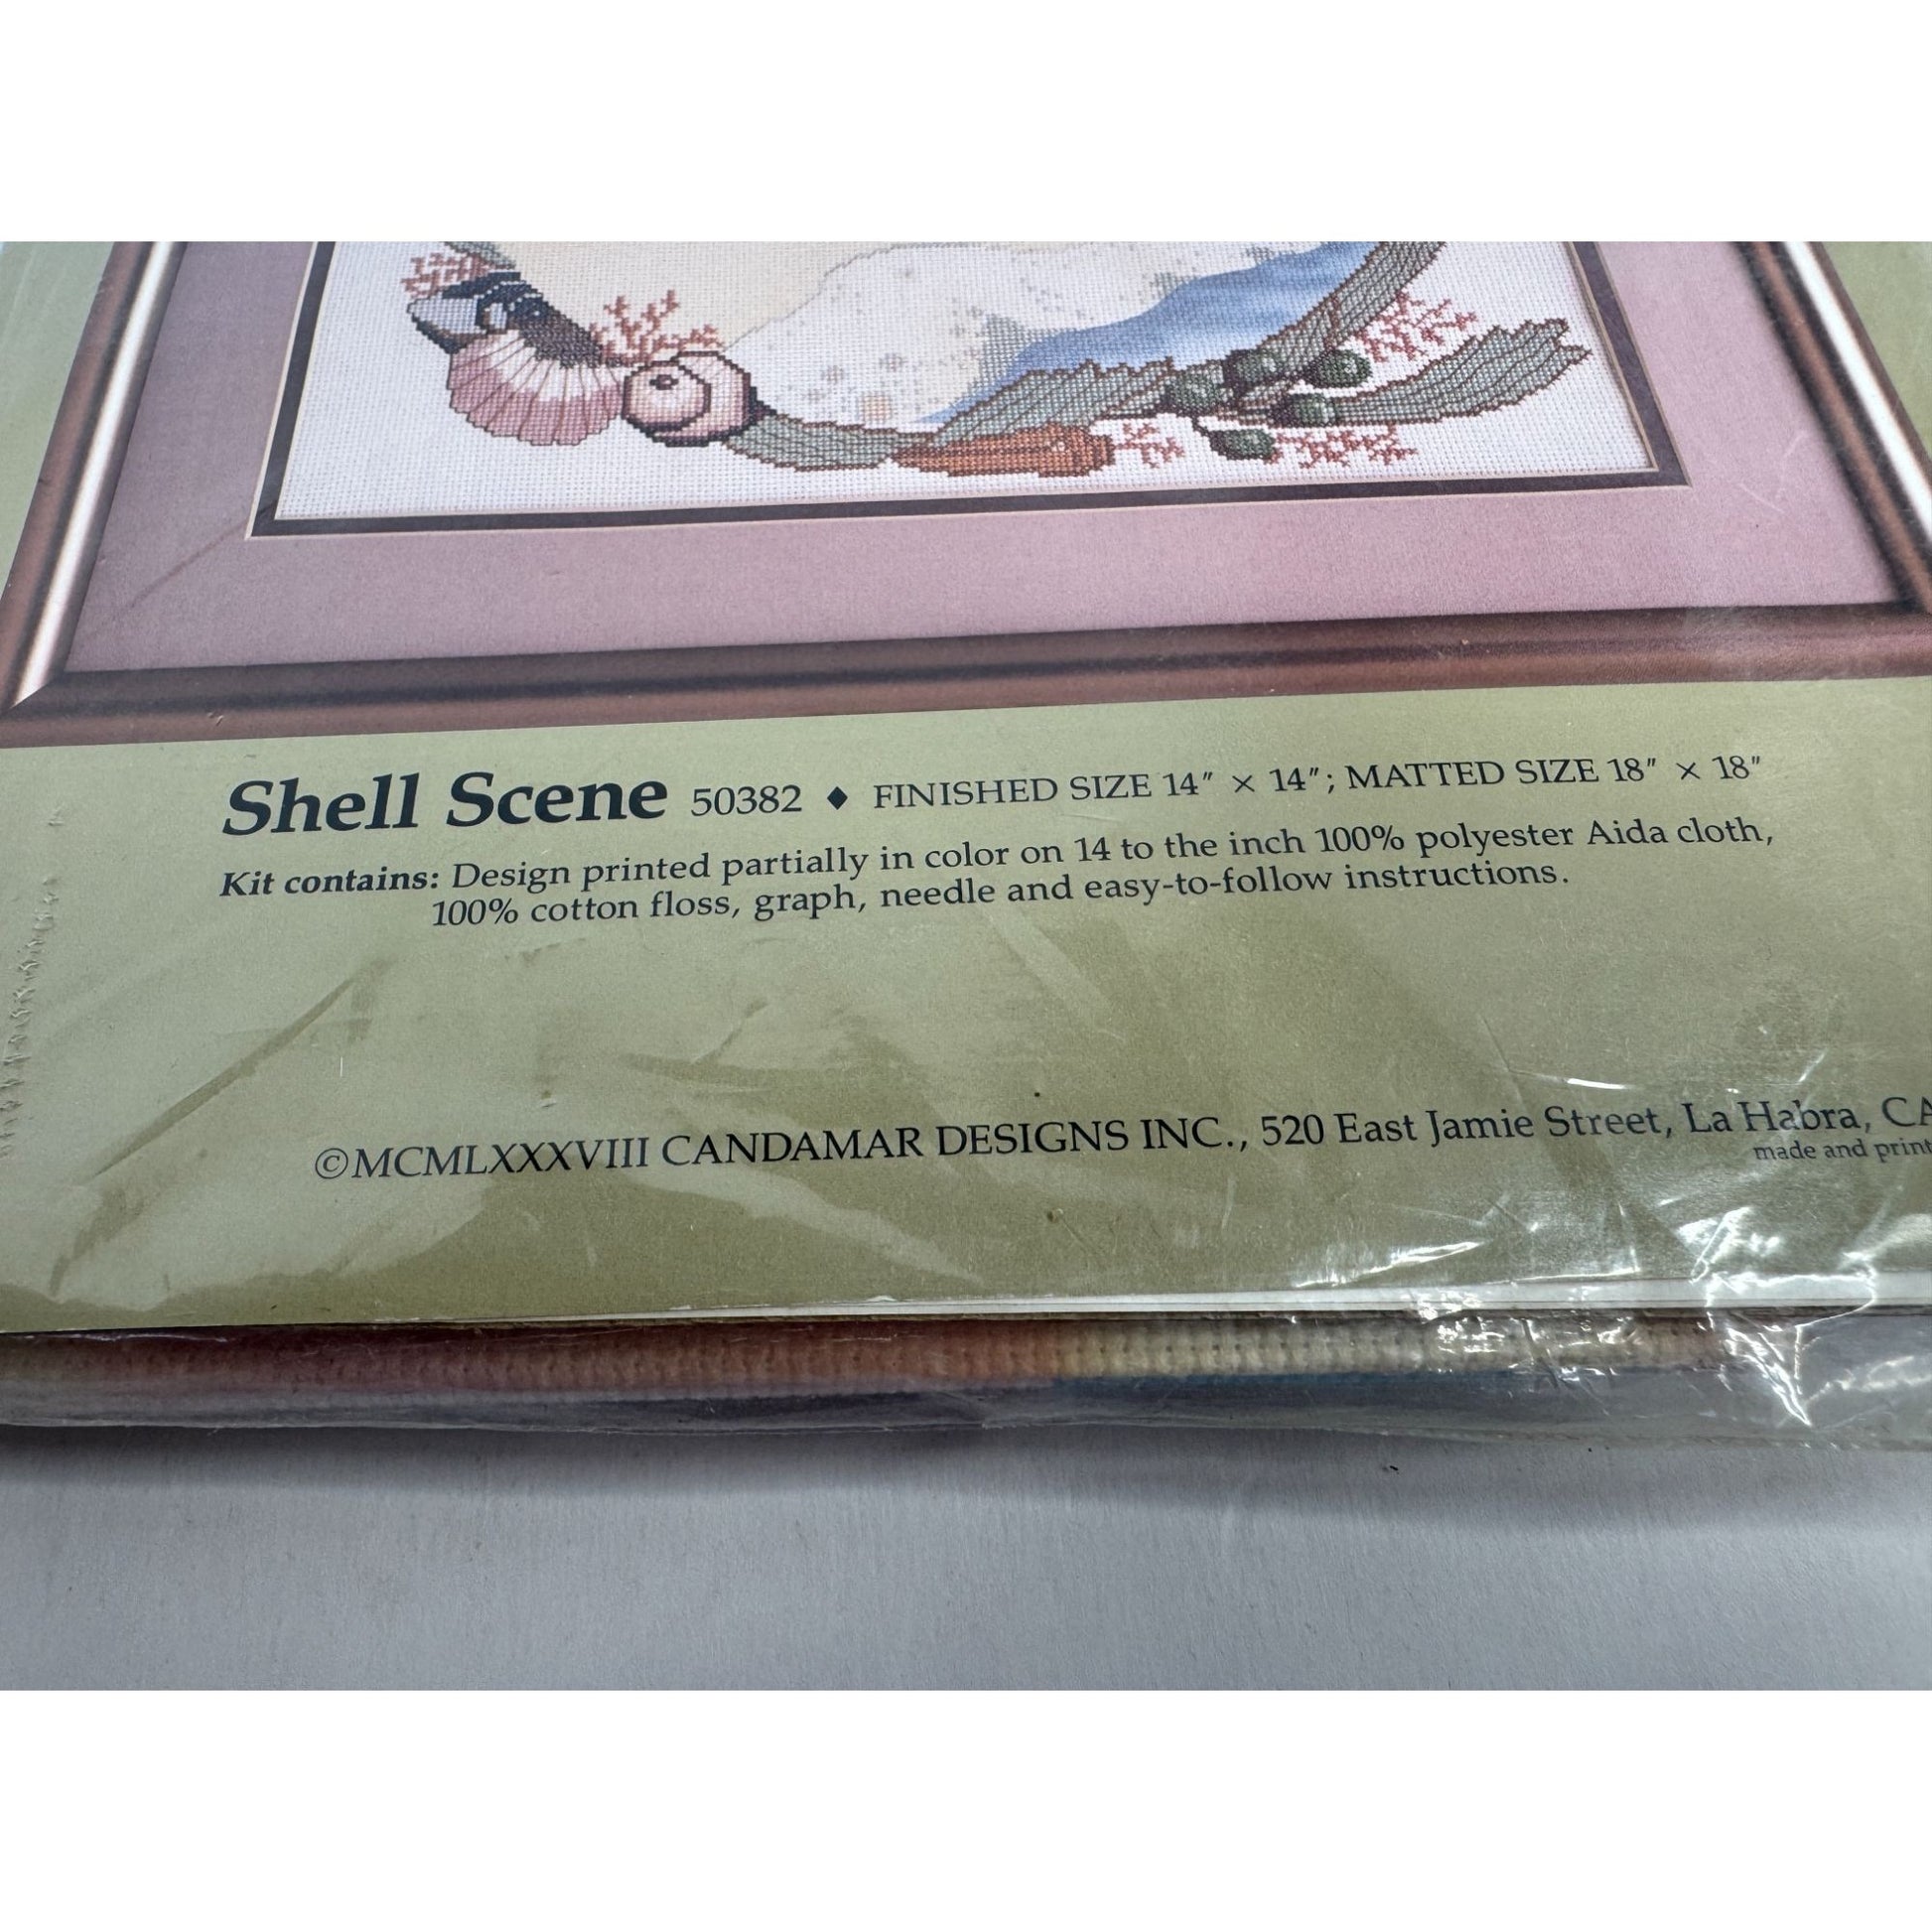 Shell Scene 50382 ♦ FINISHED SIZE 14″ × 14″; MATTED SIZE 18″ × 18″
Kit contains: Design printed partially in color on 14 to the inch 100% polyester Aida cloth,
100% cotton floss, graph, needle and easy-to-follow instructions.
©MCMLXXXVIII CANDAMAR DESIGNS INC., 520 East Jamie Street, La Habra, CA
made and print